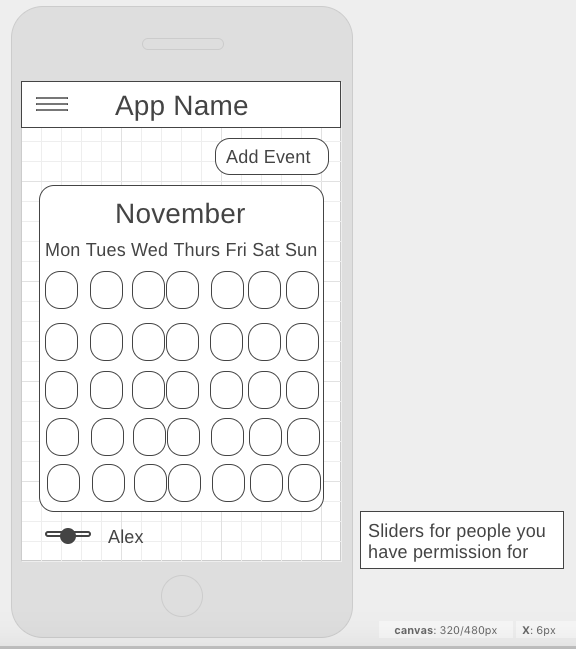 App Name
Add Event
November
Mon Tues Wed Thurs Fri Sat Sun
Alex
Sliders for people you
have permission for
canvas: 320/480px X: 6px